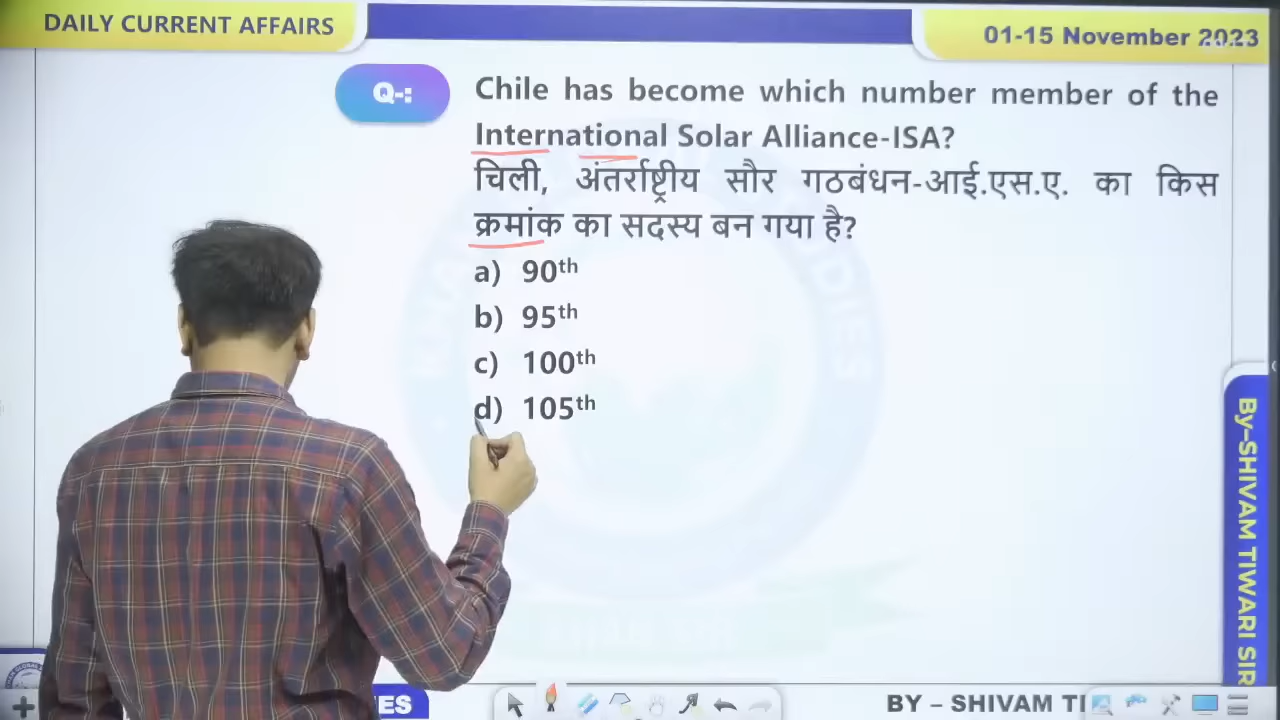 DAILY CURRENT AFFAIRS
01-15 November 2023
Q-:
Chile has become which number member of the
International Solar Alliance-ISA?
चिली, अंतर्राष्ट्रीय सौर गठबंधन-आई.एस.ए. का किस
क्रमांक का सदस्य बन गया है?
a) 90th
b) 95th
c) 100th
d) 105th
By-SHIVAM TIWARI SIR
IES
BY – SHIVAM TI